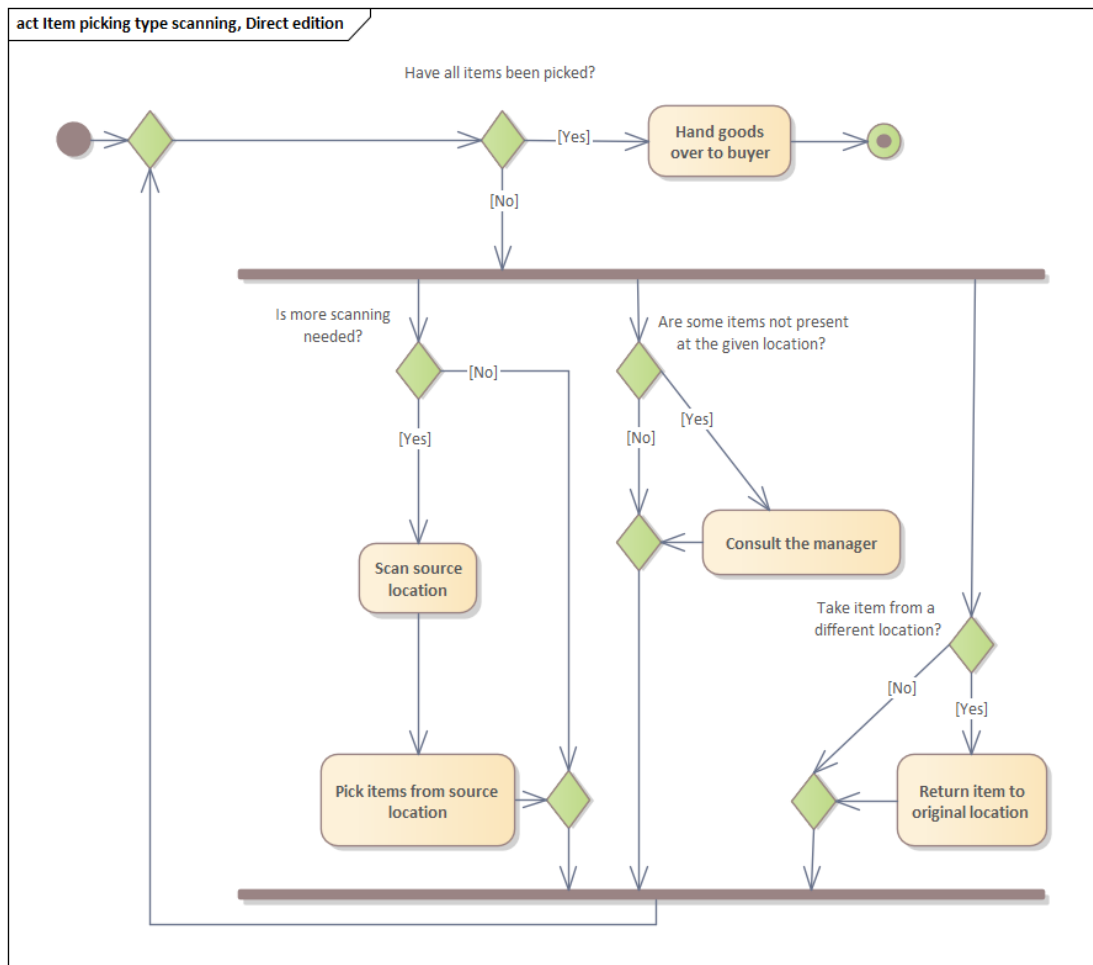 act Item picking type scanning, Direct edition
Have all items been picked?
[Yes]
Hand goods
over to buyer
[No]
Is more scanning
needed?
[No]
[Yes]
Are some items not present
at the given location?
[Yes]
[No]
Consult the manager
Scan source
location
Take item from a
different location?
[No]
[Yes]
Pick items from source
location
Return item to
original location